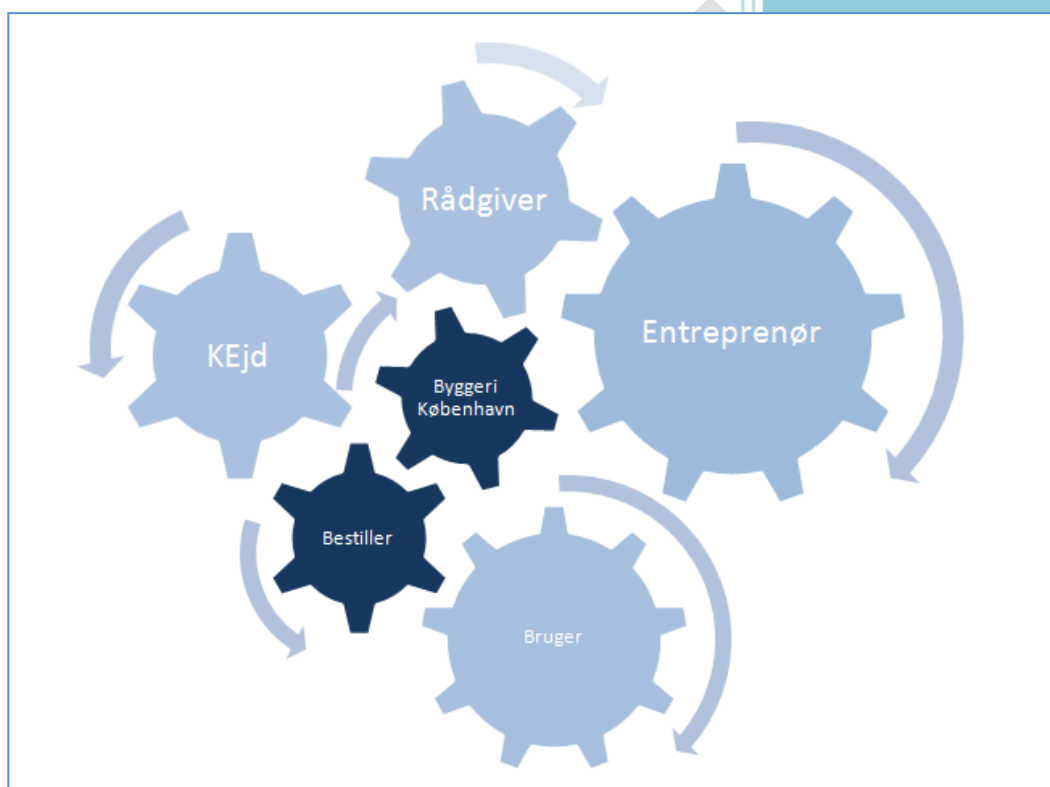 Rådgiver
Entreprenør
KEjd
Byggeri
København
Bestiller
Bruger